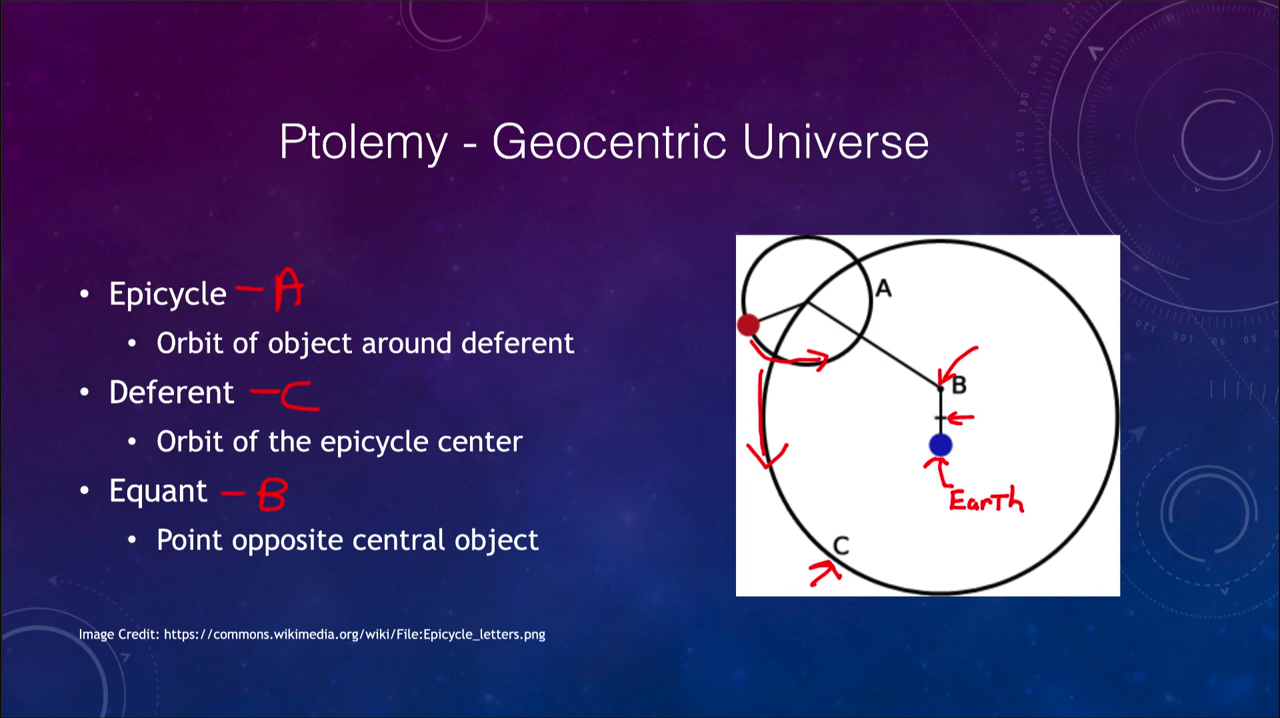 Ptolemy - Geocentric Universe
• Epicycle – A
• Orbit of object around deferent
• Deferent – C
• Orbit of the epicycle center
• Equant – B
• Point opposite central object
Image Credit: https://commons.wikimedia.org/wiki/File:Epicycle_letters.png
A
B
Earth
C